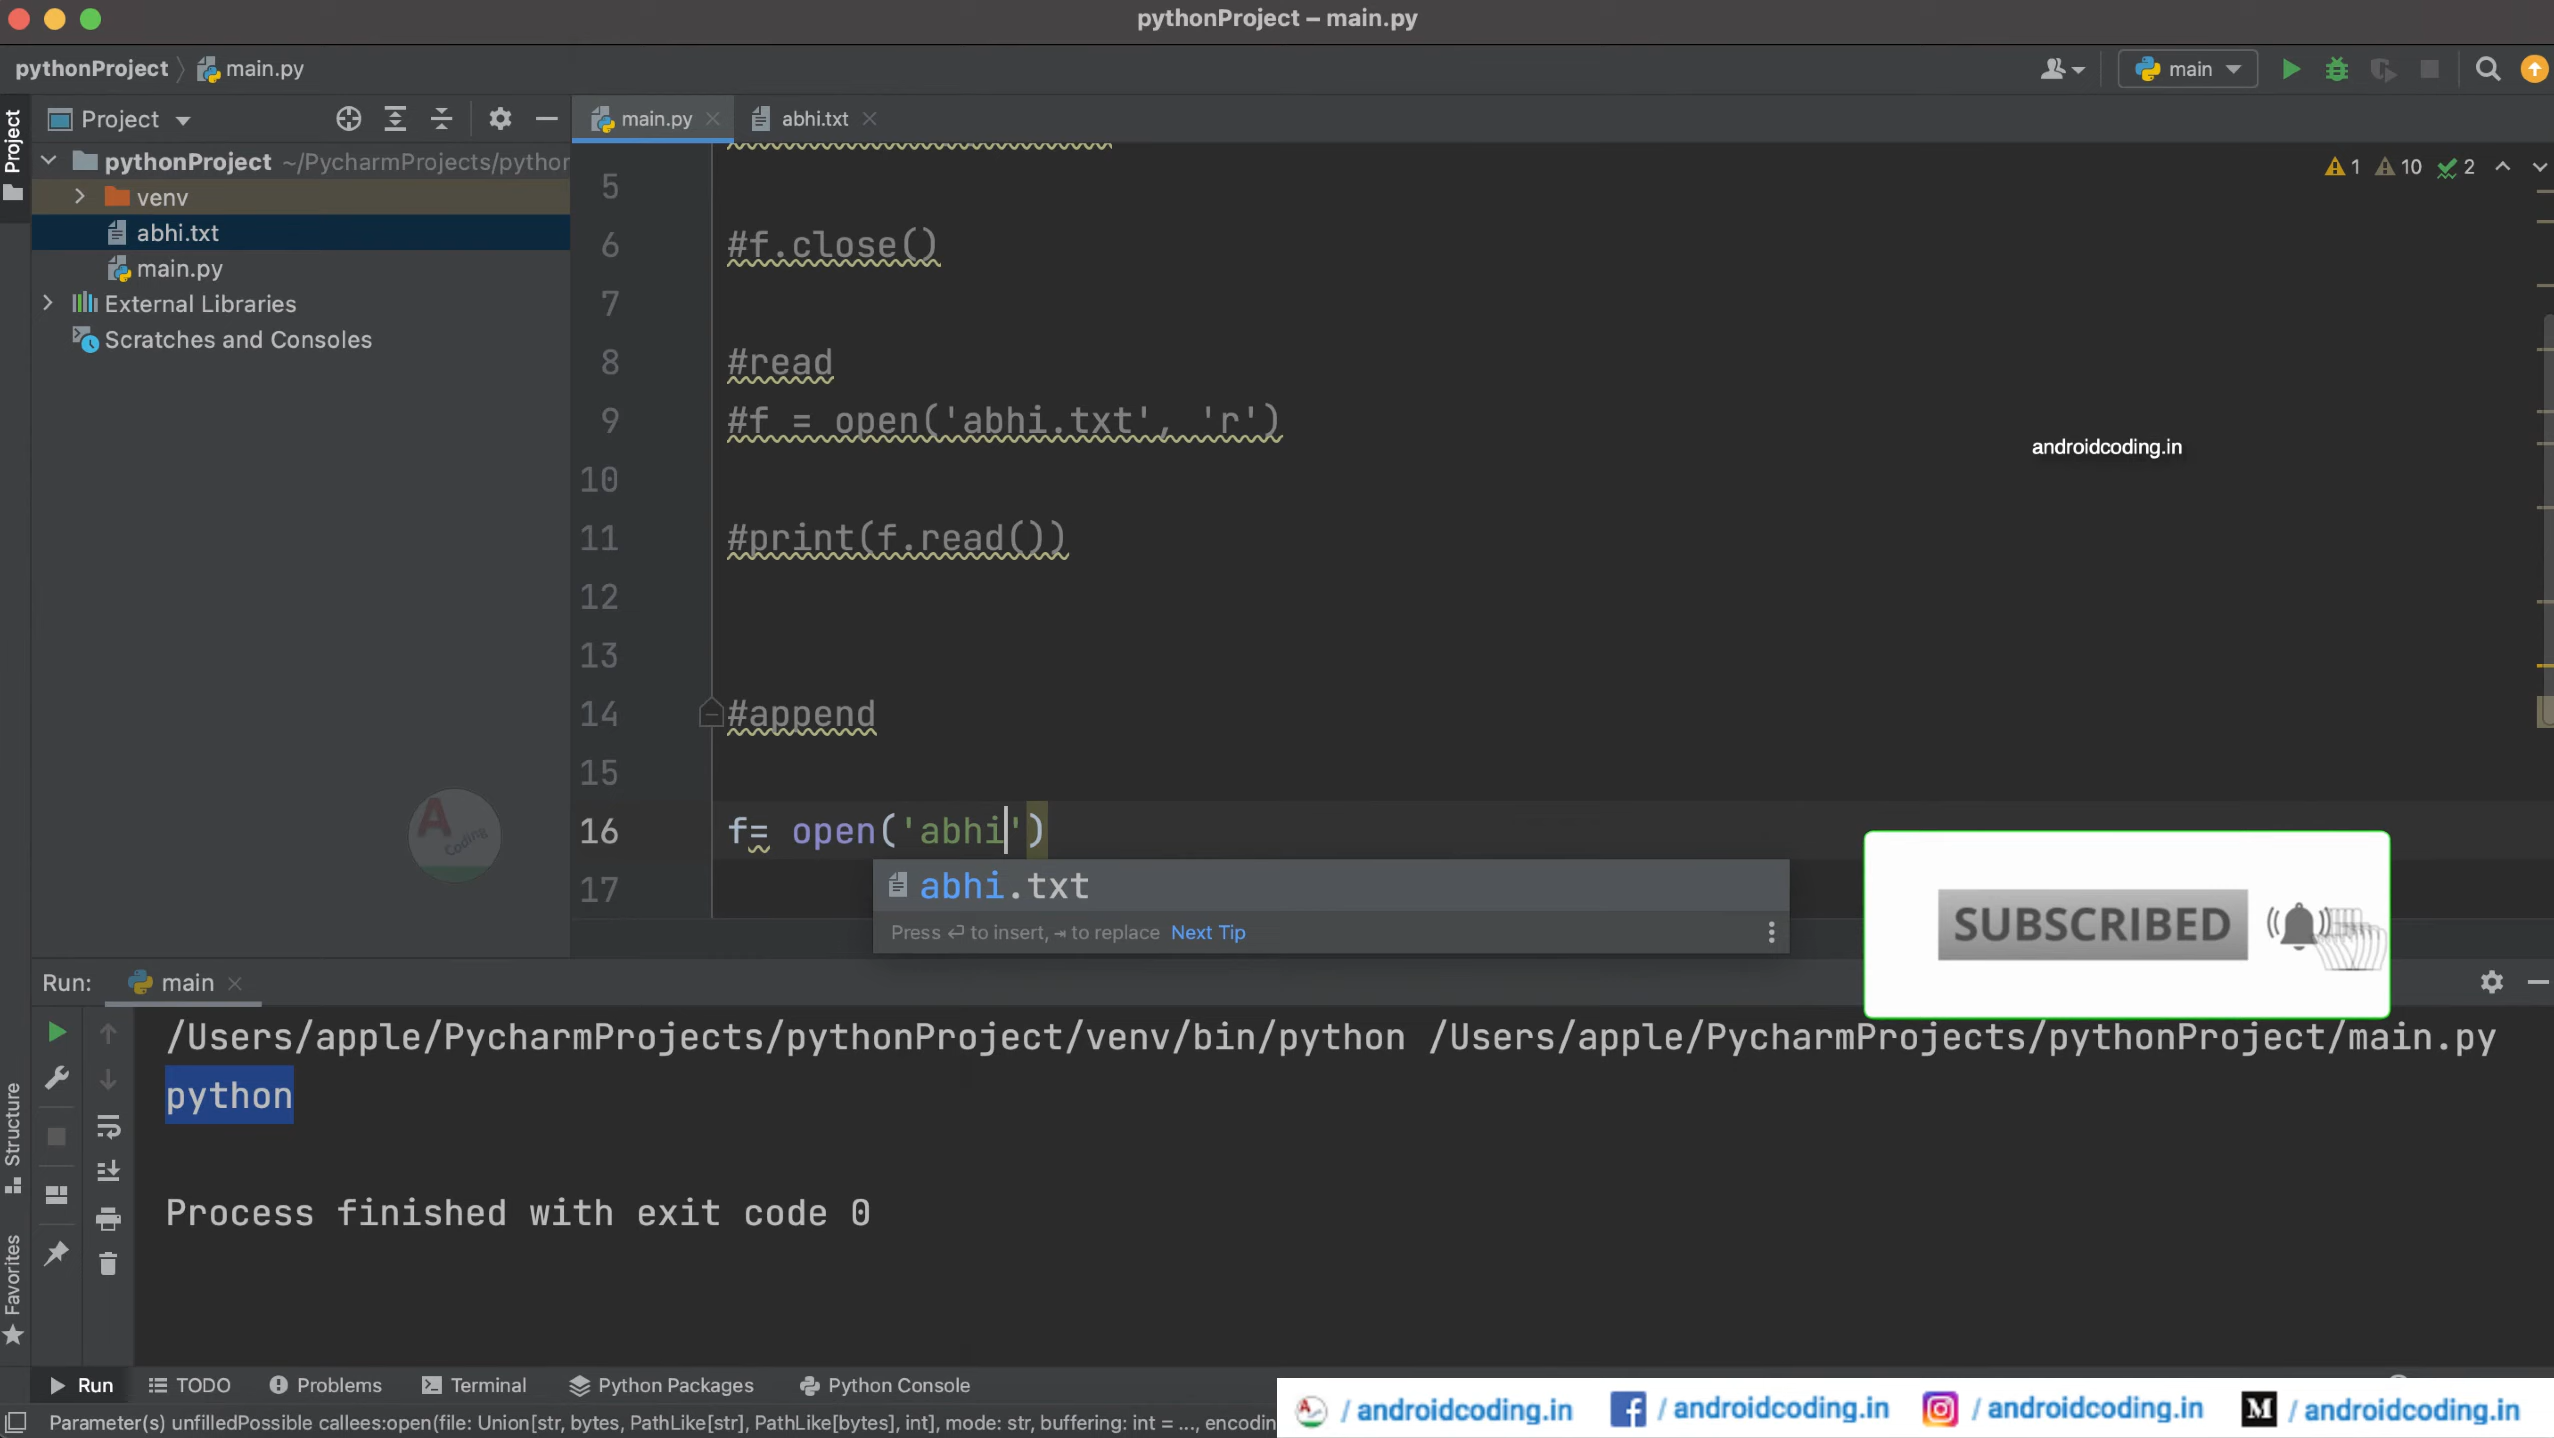 pythonProject – main.py
pythonProject main.py
main
Project
Project
main.py
abhi.txt
pythonProject ~/PycharmProjects/python
venv
abhi.txt
main.py
External Libraries
Scratches and Consoles
1 10 2
5
6 #f.close()
7
8 #read
9 #f = open('abhi.txt', 'r')
10
11 #print(f.read())
12
13
14 #append
15
16 f= open('abhi')
17
abhi.txt
Press ⏎ to insert, ⇥ to replace Next Tip
androidcoding.in
A Coding
SUBSCRIBED
Run: main
/Users/apple/PycharmProjects/pythonProject/venv/bin/python /Users/apple/PycharmProjects/pythonProject/main.py
python
Process finished with exit code 0
Structure
Favorites
Run TODO Problems Terminal Python Packages Python Console
Parameter(s) unfilledPossible callees:open(file: Union[str, bytes, PathLike[str], PathLike[bytes], int], mode: str, buffering: int = ..., encoding
/ androidcoding.in / androidcoding.in / androidcoding.in M / androidcoding.in